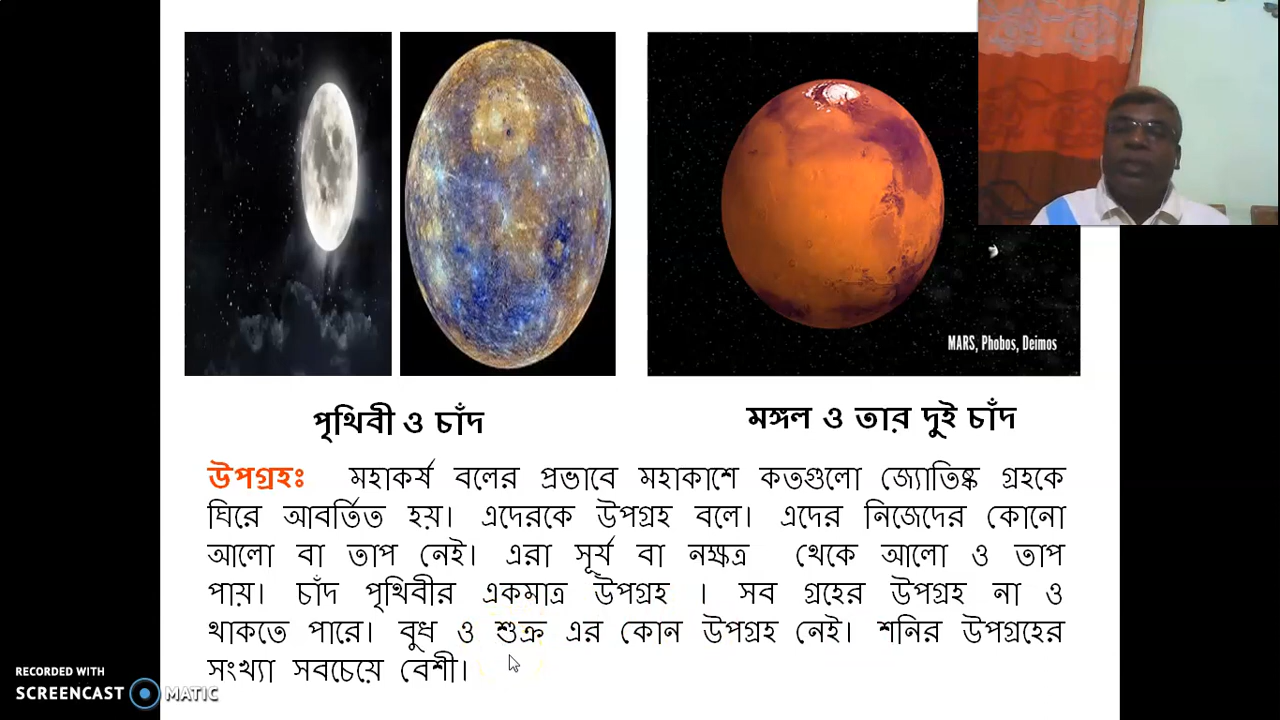 MARS, Phobos, Deimos
পৃথিবী ও চাঁদ
মঙ্গল ও তার দুই চাঁদ
উপগ্রহঃ মহাকর্ষ বলের প্রভাবে মহাকাশে কতগুলো জ্যোতিষ্ক গ্রহকে
ঘিরে আবর্তিত হয়। এদেরকে উপগ্রহ বলে। এদের নিজেদের কোনো
আলো বা তাপ নেই। এরা সূর্য বা নক্ষত্র থেকে আলো ও তাপ
পায়। চাঁদ পৃথিবীর একমাত্র উপগ্রহ । সব গ্রহের উপগ্রহ না ও
থাকতে পারে। বুধ ও শুক্র এর কোন উপগ্রহ নেই। শনির উপগ্রহের
সংখ্যা সবচেয়ে বেশী।
RECORDED WITH
SCREENCAST MATIC